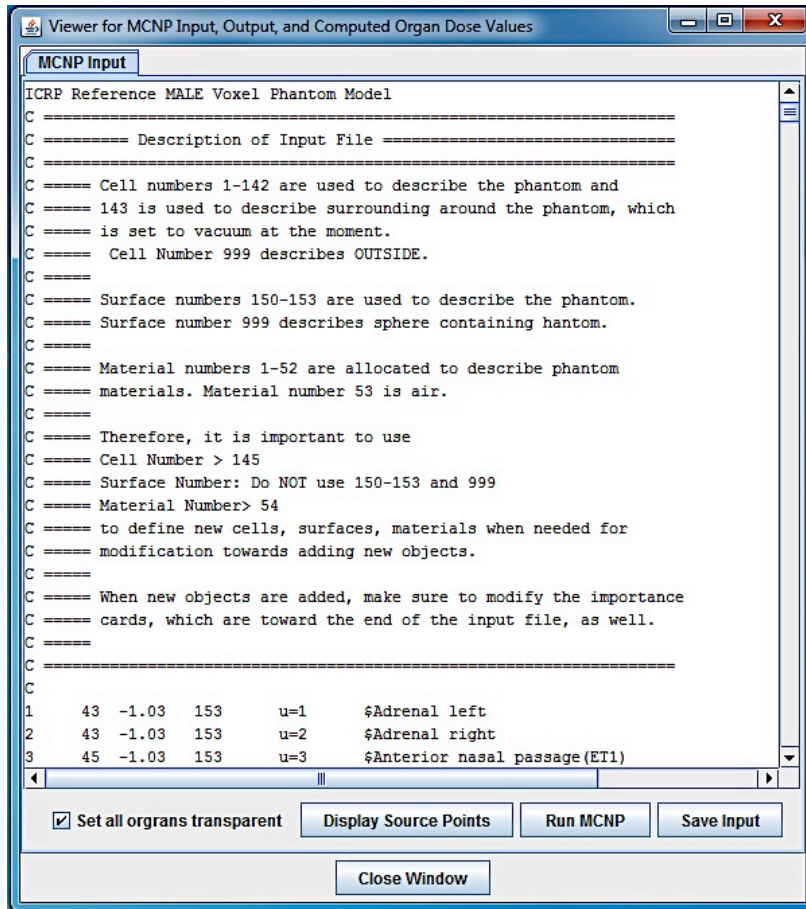 Viewer for MCNP Input, Output, and Computed Organ Dose Values
MCNP Input
ICRP Reference MALE Voxel Phantom Model
C ===================================================================
C ========= Description of Input File ===============================
C ===================================================================
C ===== Cell numbers 1-142 are used to describe the phantom and
C ===== 143 is used to describe surrounding around the phantom, which
C ===== is set to vacuum at the moment.
C =====  Cell Number 999 describes OUTSIDE.
C =====
C ===== Surface numbers 150-153 are used to describe the phantom.
C ===== Surface number 999 describes sphere containing hantom.
C =====
C ===== Material numbers 1-52 are allocated to describe phantom
C ===== materials. Material number 53 is air.
C =====
C ===== Therefore, it is important to use
C ===== Cell Number > 145
C ===== Surface Number: Do NOT use 150-153 and 999
C ===== Material Number> 54
C ===== to define new cells, surfaces, materials when needed for
C ===== modification towards adding new objects.
C =====
C ===== When new objects are added, make sure to modify the importance
C ===== cards, which are toward the end of the input file, as well.
C =====
C ===================================================================
C
1     43  -1.03   153      u=1      $Adrenal left
2     43  -1.03   153      u=2      $Adrenal right
3     45  -1.03   153      u=3      $Anterior nasal passage(ET1)
Set all orgrans transparent
Display Source Points
Run MCNP
Save Input
Close Window